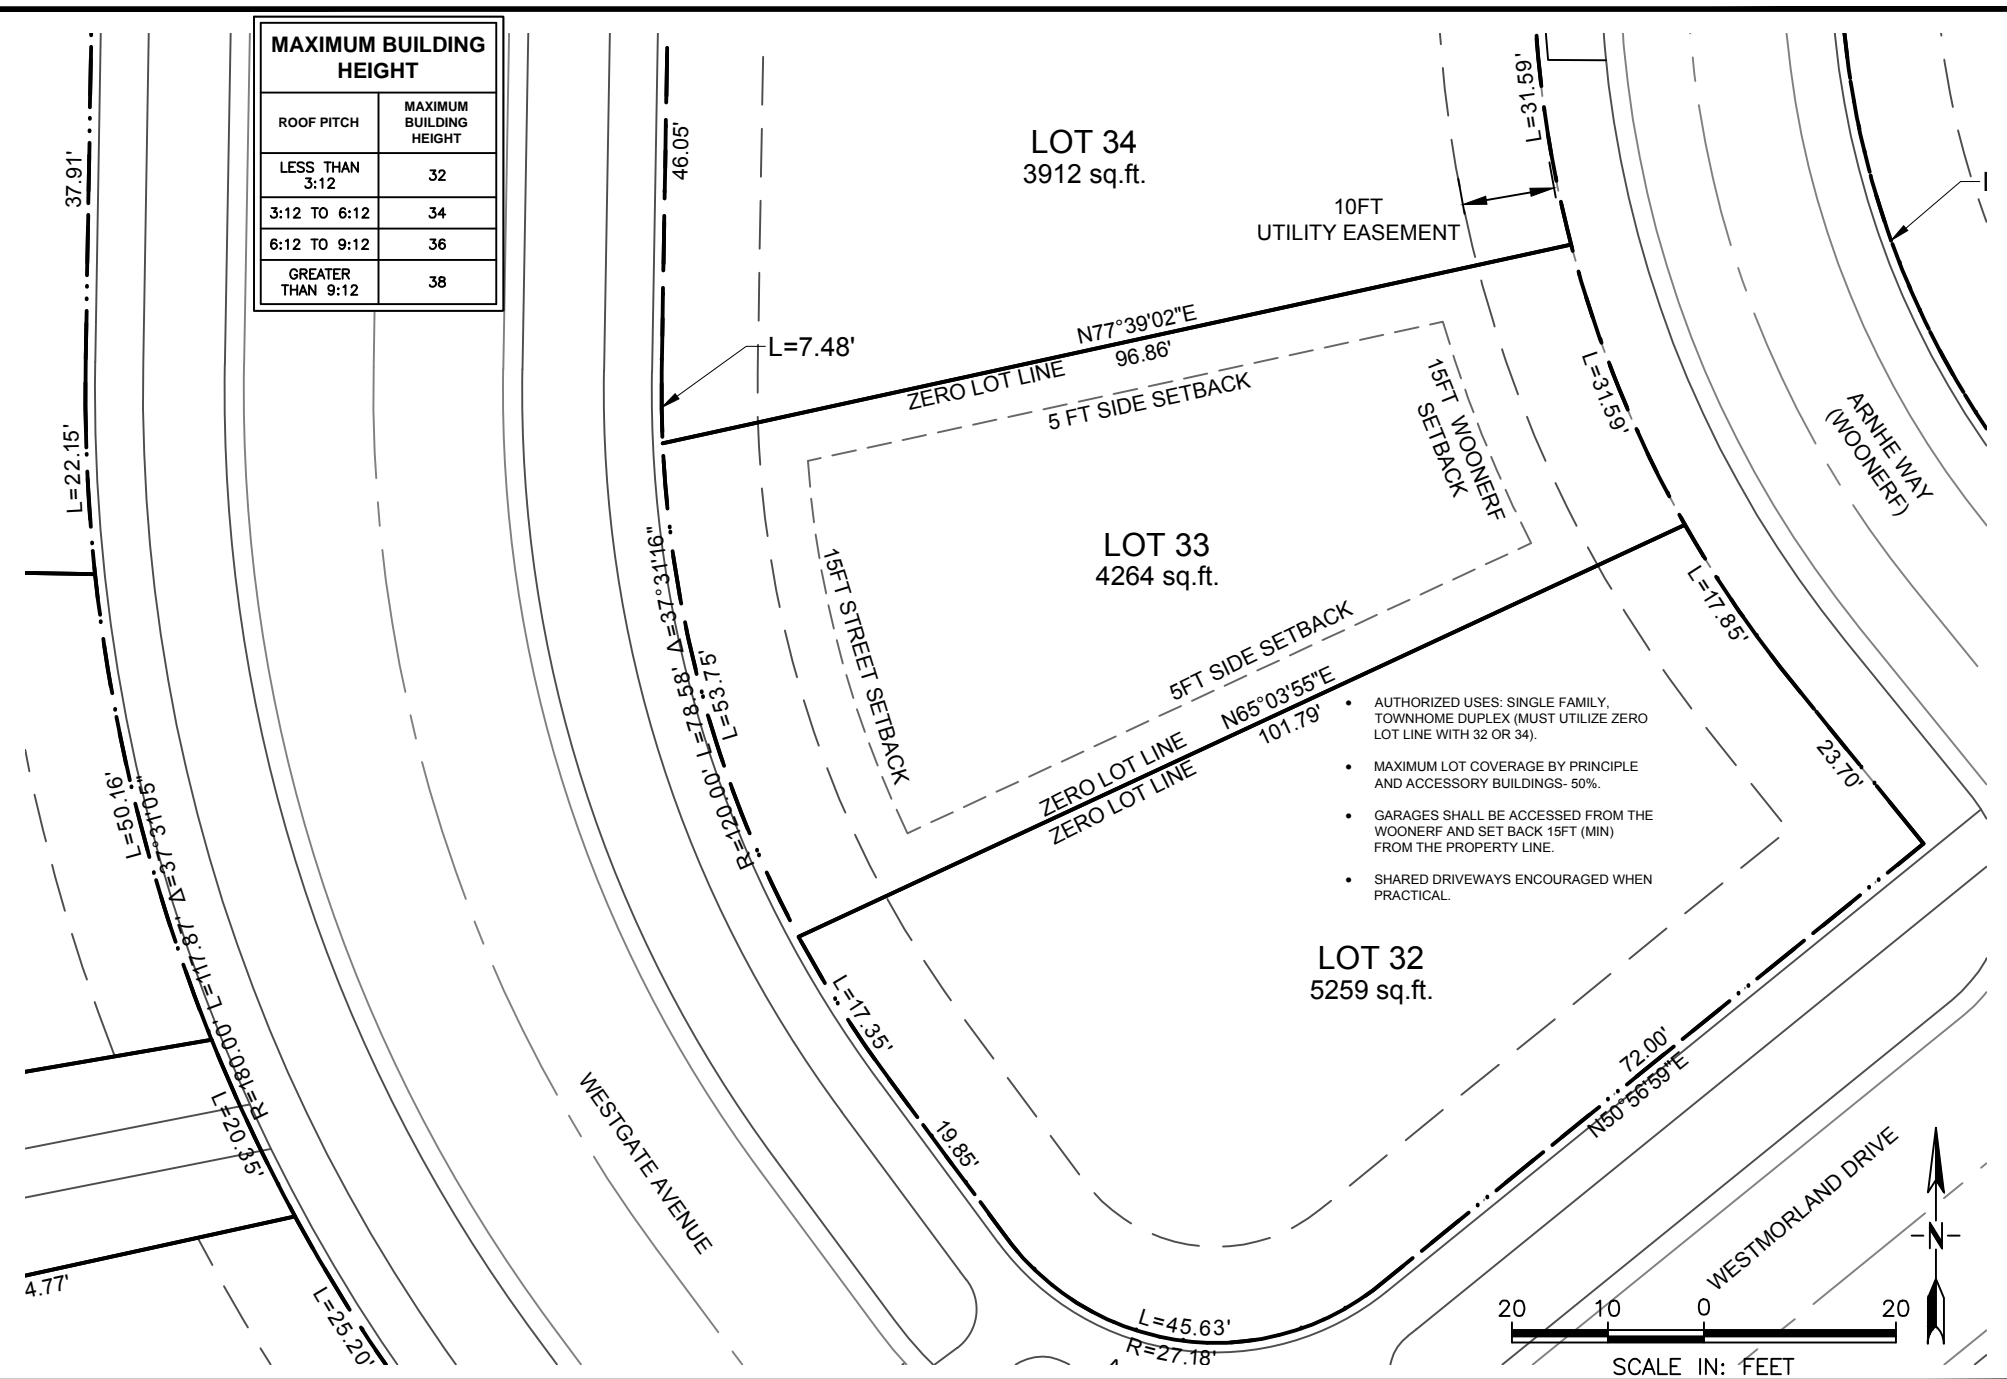 MAXIMUM BUILDING
HEIGHT
ROOF PITCH
MAXIMUM
BUILDING
HEIGHT
LESS THAN
3:12
32
3:12 TO 6:12
34
6:12 TO 9:12
36
GREATER
THAN 9:12
38
37.91'
L=22.15'
L=50.16'
R=180.00' L=117.87' Δ=37°31'05"
L=20.35'
L=25.20'
4.77'
46.05'
L=7.48'
LOT 34
3912 sq.ft.
L=31.59'
10FT
UTILITY EASEMENT
N77°39'02"E
96.86'
ZERO LOT LINE
5 FT SIDE SETBACK
15FT WOONERF
SETBACK
L=31.59'
ARNHE WAY
(WOONERF)
LOT 33
4264 sq.ft.
15FT STREET SETBACK
R=120.00' L=78.58' Δ=37°31'16"
L=53.75'
5FT SIDE SETBACK
N65°03'55"E
101.79'
ZERO LOT LINE
ZERO LOT LINE
L=17.85'
23.70'
• AUTHORIZED USES: SINGLE FAMILY,
TOWNHOME DUPLEX (MUST UTILIZE ZERO
LOT LINE WITH 32 OR 34).
• MAXIMUM LOT COVERAGE BY PRINCIPLE
AND ACCESSORY BUILDINGS- 50%.
• GARAGES SHALL BE ACCESSED FROM THE
WOONERF AND SET BACK 15FT (MIN)
FROM THE PROPERTY LINE.
• SHARED DRIVEWAYS ENCOURAGED WHEN
PRACTICAL.
LOT 32
5259 sq.ft.
L=17.35'
19.85'
72.00'
N50°56'59"E
WESTGATE AVENUE
WESTMORLAND DRIVE
L=45.63'
R=27.18'
N
20 10 0 20
SCALE IN: FEET